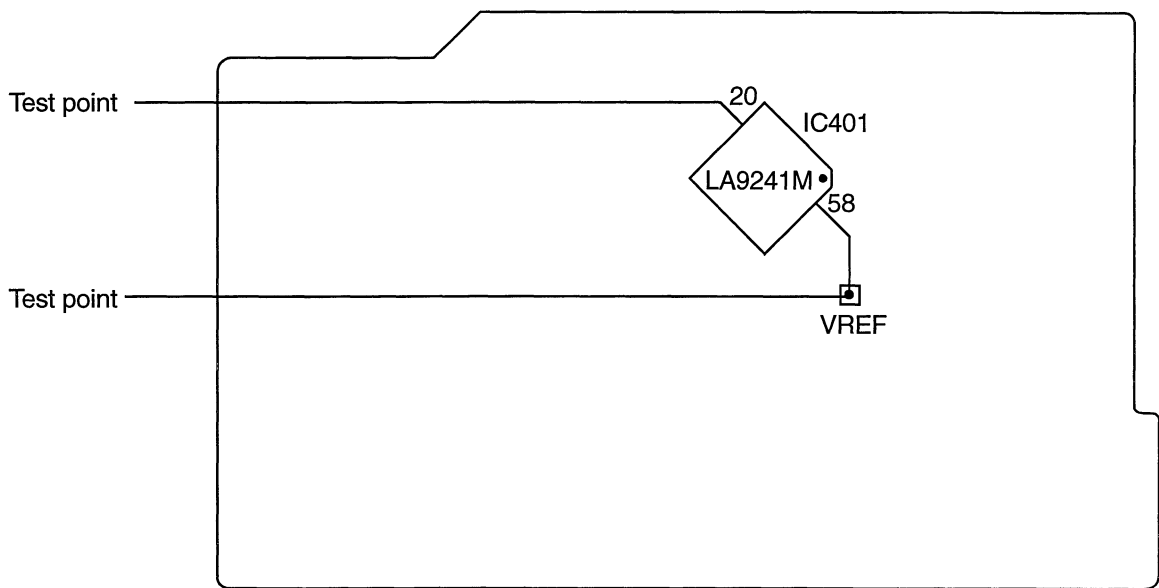 Test point
20
IC401
LA9241M
58
Test point
VREF